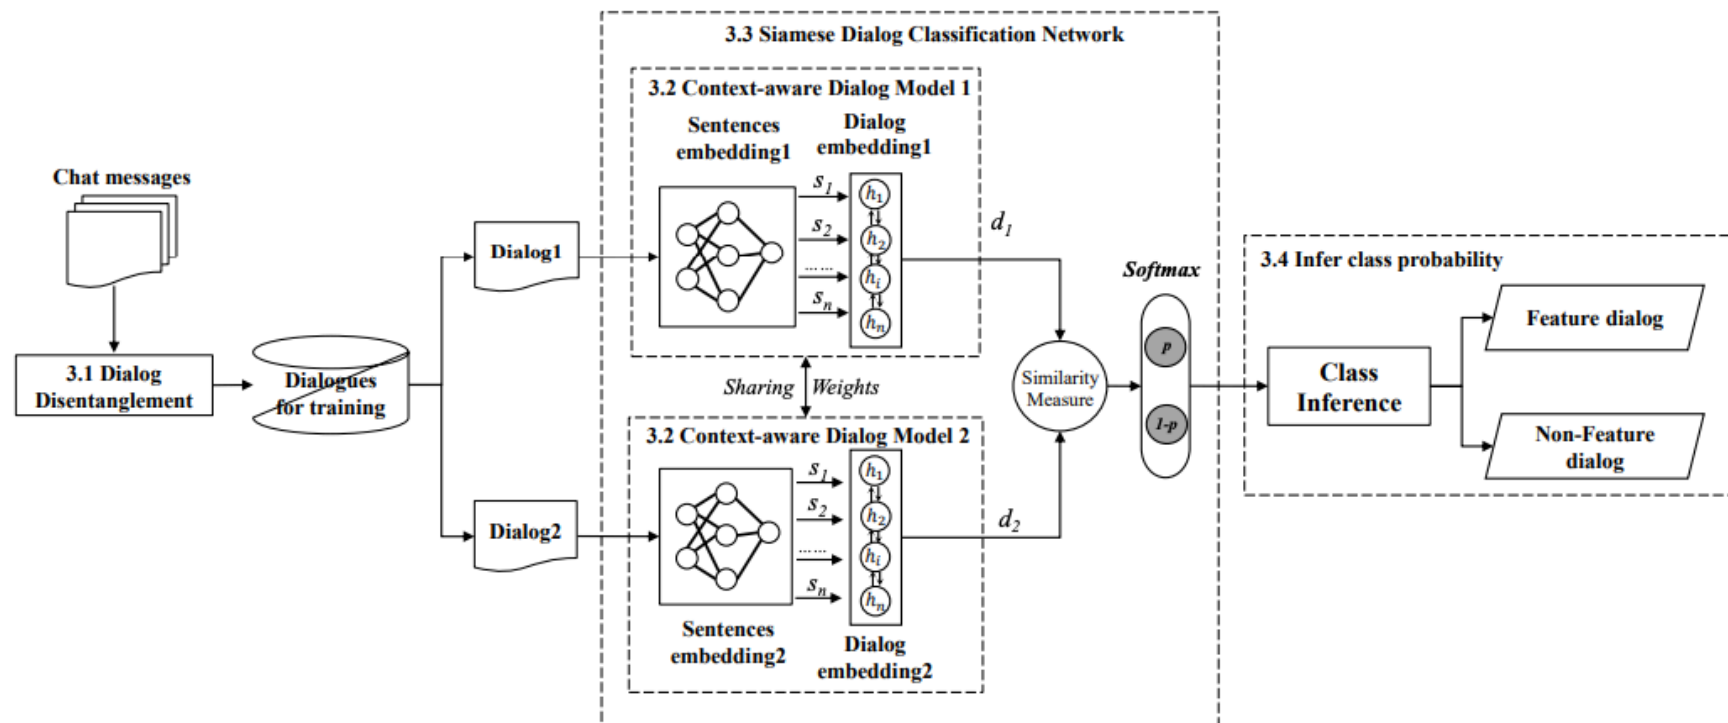 3.3 Siamese Dialog Classification Network
3.2 Context-aware Dialog Model 1
Sentences
embedding1
Dialog
embedding1
Chat messages
s1
s2
... ...
sn
h1
h2
hi
hn
d1
Dialog1
3.1 Dialog
Disentanglement
Dialogues
for training
Sharing Weights
Similarity
Measure
Softmax
p
1-p
3.4 Infer class probability
Class
Inference
Feature dialog
Non-Feature
dialog
3.2 Context-aware Dialog Model 2
Dialog2
s1
s2
... ...
sn
h1
h2
hi
hn
d2
Sentences
embedding2
Dialog
embedding2